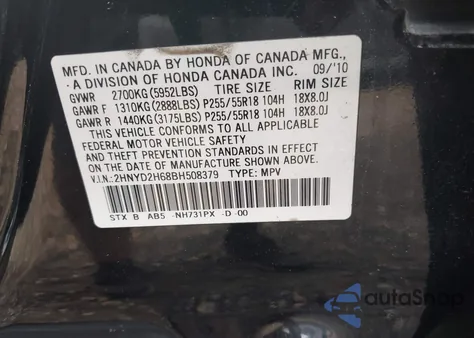 MFD. IN CANADA BY HONDA OF CANADA MFG.,
A DIVISION OF HONDA CANADA INC. 09/'10
GVWR 2700KG (5952LBS) TIRE SIZE RIM SIZE
GAWR F 1310KG (2888LBS) P255/55R18 104H 18X8.0J
GAWR R 1440KG (3175LBS) P255/55R18 104H 18X8.0J
THIS VEHICLE CONFORMS TO ALL APPLICABLE
FEDERAL MOTOR VEHICLE SAFETY
STANDARDS IN EFFECT ON THE
DATE OF MANUFACTURE SHOWN ABOVE.
V.I.N.: 2HNYD2H68BH508379 TYPE: MPV
STX B AB5 -NH731PX -D -00
autoSnap